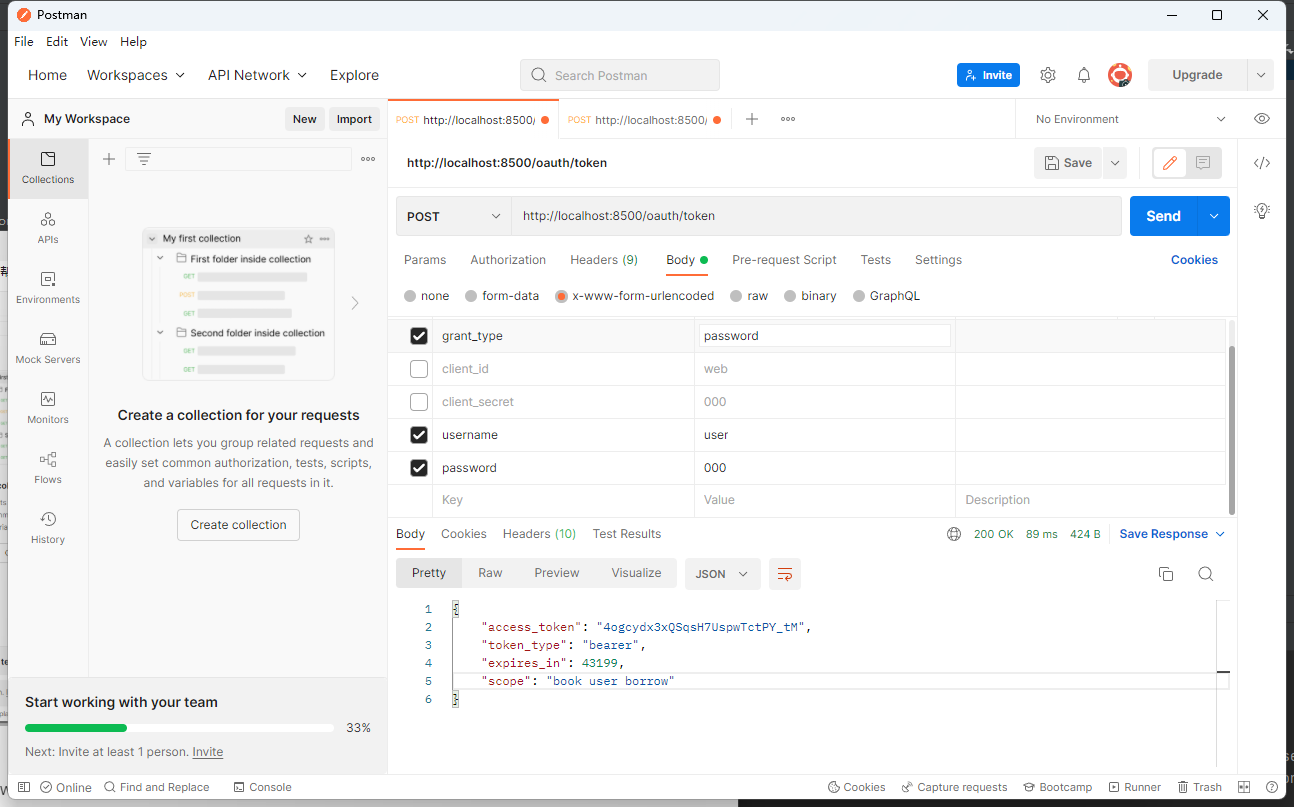 Postman
File Edit View Help
Home Workspaces API Network Explore Search Postman Invite Upgrade
My Workspace New Import
POST http://localhost:8500/ POST http://localhost:8500/ No Environment
Collections
APIs
Environments
Mock Servers
Monitors
Flows
History
My first collection
First folder inside collection
GET
POST
GET
Second folder inside collection
GET
GET
Create a collection for your requests
A collection lets you group related requests and
easily set common authorization, tests, scripts,
and variables for all requests in it.
Create collection
Start working with your team
33%
Next: Invite at least 1 person. Invite
http://localhost:8500/oauth/token Save
POST http://localhost:8500/oauth/token Send
Params Authorization Headers (9) Body Pre-request Script Tests Settings Cookies
none form-data x-www-form-urlencoded raw binary GraphQL
grant_type password
client_id web
client_secret 000
username user
password 000
Key Value Description
Body Cookies Headers (10) Test Results 200 OK 89 ms 424 B Save Response
Pretty Raw Preview Visualize JSON
1 {
2 "access_token": "4ogcydx3xQSqsH7UspwTctPY_tM",
3 "token_type": "bearer",
4 "expires_in": 43199,
5 "scope": "book user borrow"
6 }
Online Find and Replace Console Cookies Capture requests Bootcamp Runner Trash